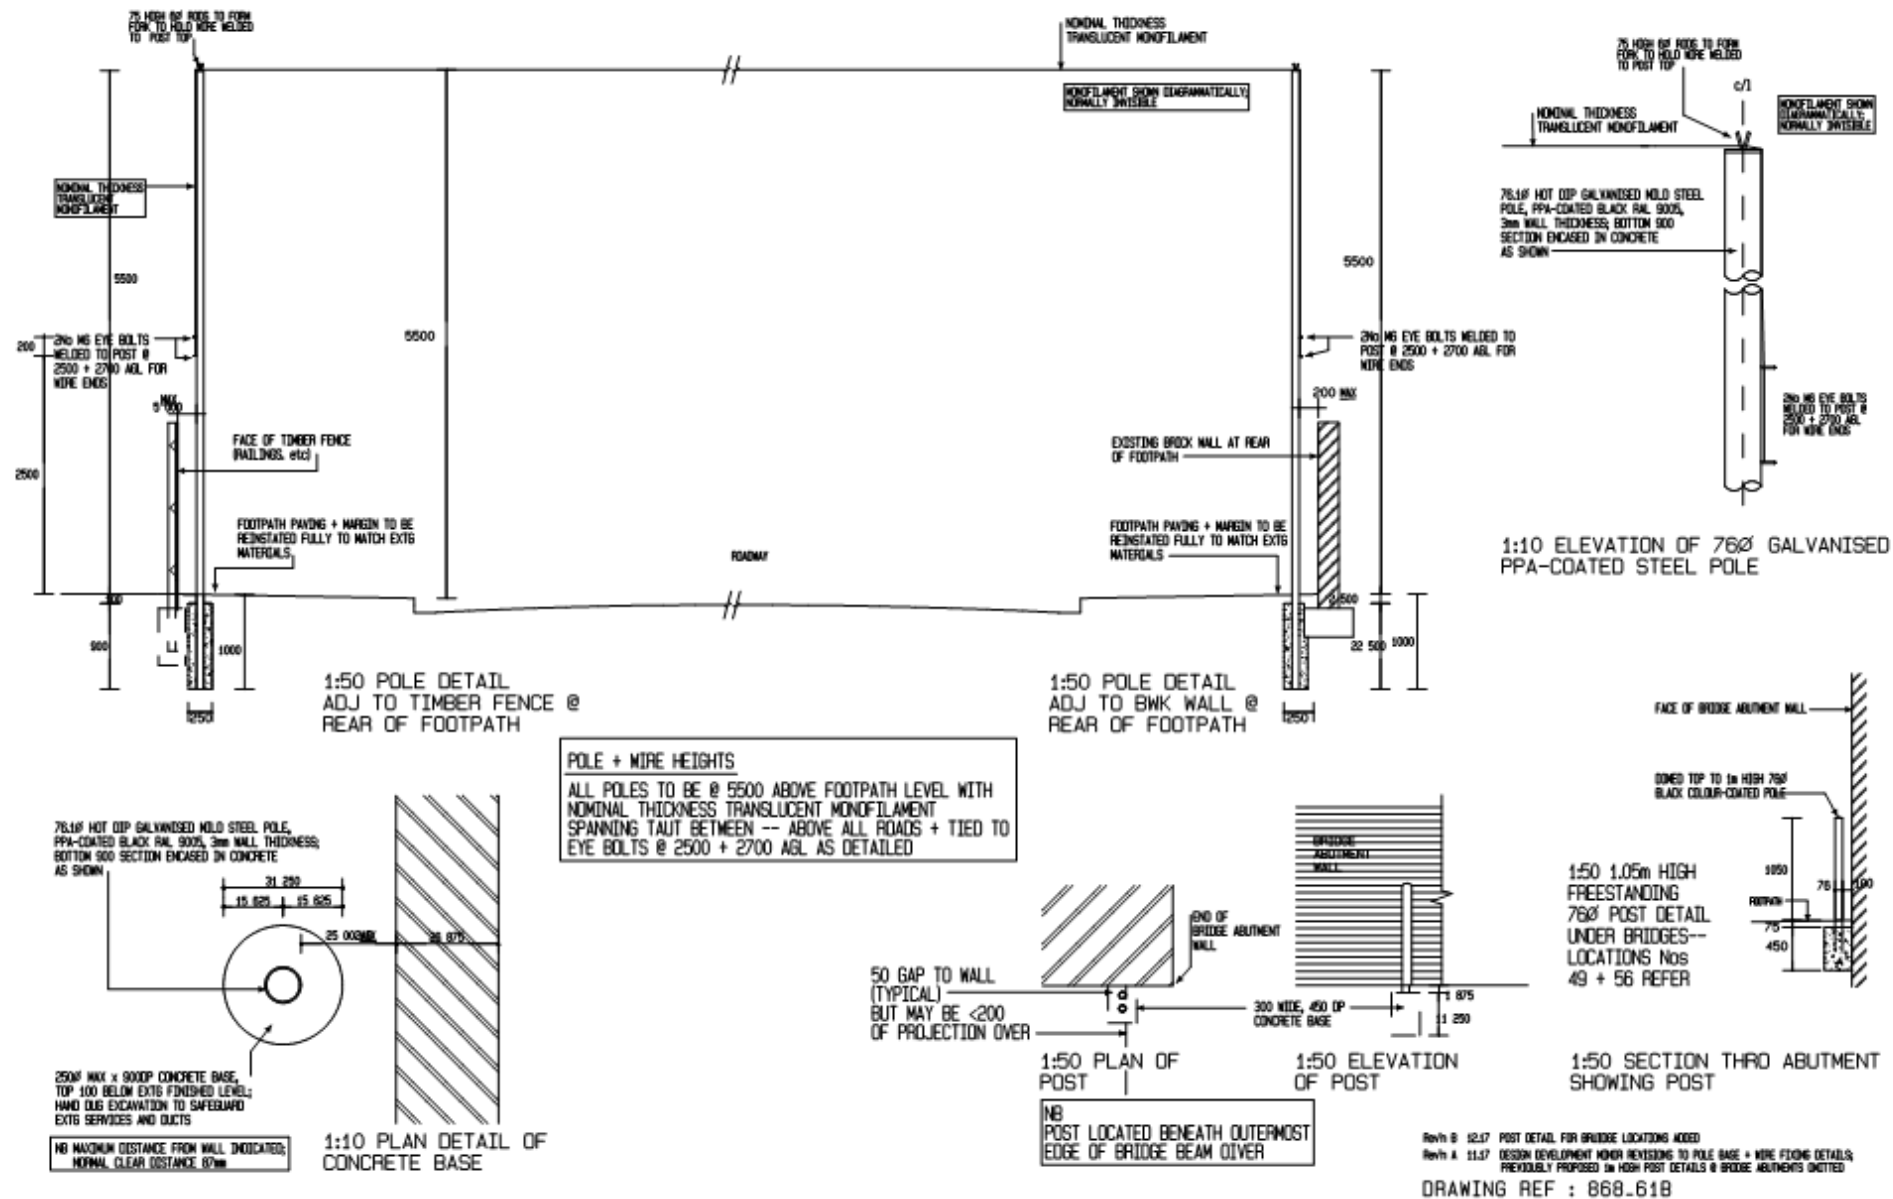 75 HIGH 6Ø RODS TO FORM
FORK TO HOLD WIRE WELDED
TO POST TOP
NOMINAL THICKNESS
TRANSLUCENT MONOFILAMENT
MONOFILAMENT SHOWN DIAGRAMMATICALLY;
NORMALLY INVISIBLE
NOMINAL THICKNESS
TRANSLUCENT
MONOFILAMENT
5500
5500
5500
200
2No M6 EYE BOLTS
WELDED TO POST @
2500 + 2700 AGL FOR
WIRE ENDS
2No M6 EYE BOLTS WELDED TO
POST @ 2500 + 2700 AGL FOR
WIRE ENDS
MAX
200 MAX
FACE OF TIMBER FENCE
(RAILINGS, etc)
EXISTING BRICK WALL AT REAR
OF FOOTPATH
2500
FOOTPATH PAVING + MARGIN TO BE
REINSTATED FULLY TO MATCH EXTG
MATERIALS
ROADWAY
FOOTPATH PAVING + MARGIN TO BE
REINSTATED FULLY TO MATCH EXTG
MATERIALS
900
1000
250
22 500
1000
250
1:50 POLE DETAIL
ADJ TO TIMBER FENCE @
REAR OF FOOTPATH
1:50 POLE DETAIL
ADJ TO BWK WALL @
REAR OF FOOTPATH
75 HIGH 6Ø RODS TO FORM
FORK TO HOLD WIRE WELDED
TO POST TOP
c/l
MONOFILAMENT SHOWN
DIAGRAMMATICALLY;
NORMALLY INVISIBLE
NOMINAL THICKNESS
TRANSLUCENT MONOFILAMENT
76.1Ø HOT DIP GALVANISED MILD STEEL
POLE, PPA-COATED BLACK RAL 9005,
3mm WALL THICKNESS; BOTTOM 900
SECTION ENCASED IN CONCRETE
AS SHOWN
2No M6 EYE BOLTS
WELDED TO POST @
2500 + 2700 AGL
FOR WIRE ENDS
1:10 ELEVATION OF 76Ø GALVANISED
PPA-COATED STEEL POLE
POLE + WIRE HEIGHTS
ALL POLES TO BE @ 5500 ABOVE FOOTPATH LEVEL WITH
NOMINAL THICKNESS TRANSLUCENT MONOFILAMENT
SPANNING TAUT BETWEEN -- ABOVE ALL ROADS + TIED TO
EYE BOLTS @ 2500 + 2700 AGL AS DETAILED
76.1Ø HOT DIP GALVANISED MILD STEEL POLE,
PPA-COATED BLACK RAL 9005, 3mm WALL THICKNESS;
BOTTOM 900 SECTION ENCASED IN CONCRETE
AS SHOWN
31 250
15 625
15 625
25 002MAX
26 875
250Ø MAX x 900DP CONCRETE BASE,
TOP 100 BELOW EXTG FINISHED LEVEL;
HAND DUG EXCAVATION TO SAFEGUARD
EXTG SERVICES AND DUCTS
NB MAXIMUM DISTANCE FROM WALL INDICATED;
NORMAL CLEAR DISTANCE 87mm
1:10 PLAN DETAIL OF
CONCRETE BASE
END OF
BRIDGE ABUTMENT
WALL
50 GAP TO WALL
(TYPICAL)
BUT MAY BE <200
OF PROJECTION OVER
1:50 PLAN OF
POST
NB
POST LOCATED BENEATH OUTERMOST
EDGE OF BRIDGE BEAM OIVER
BRIDGE
ABUTMENT
WALL
300 WIDE, 450 DP
CONCRETE BASE
1 875
11 250
1:50 ELEVATION
OF POST
FACE OF BRIDGE ABUTMENT WALL
DOMED TOP TO 1m HIGH 76Ø
BLACK COLOUR-COATED POLE
1050
76
100
FOOTPATH
75
450
1:50 1.05m HIGH
FREESTANDING
76Ø POST DETAIL
UNDER BRIDGES--
LOCATIONS Nos
49 + 56 REFER
1:50 SECTION THRO ABUTMENT
SHOWING POST
Rev'n B 12.17 POST DETAIL FOR BRUIDGE LOCATIONS ADDED
Rev'n A 11.17 DESIGN DEVELOPMENT MINOR REVISIONS TO POLE BASE + WIRE FIXING DETAILS;
PREVIOUSLY PROPOSED 1m HIGH POST DETAILS @ BRIDGE ABUTMENTS OMITTED
DRAWING REF : 868_61B